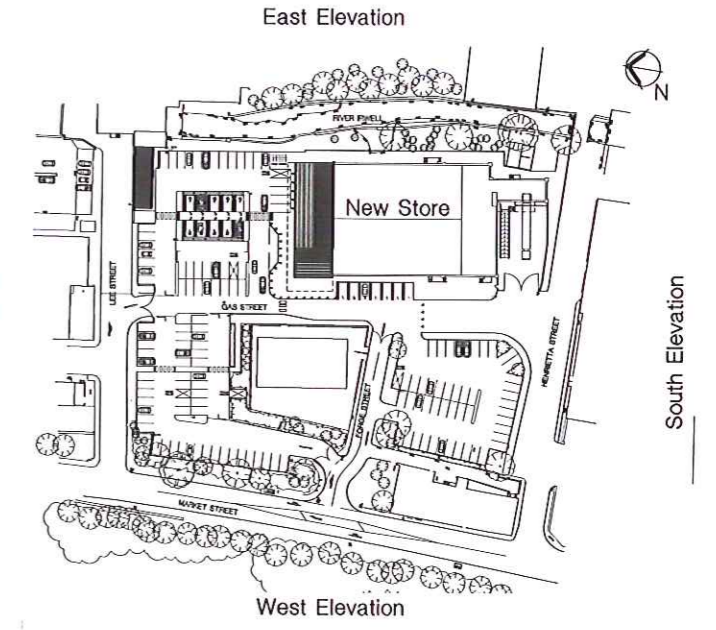 East Elevation
N
RIVER IRWELL
New Store
LEE STREET
GAS STREET
HENRIETTA STREET
South Elevation
FORGE STREET
MARKET STREET
West Elevation